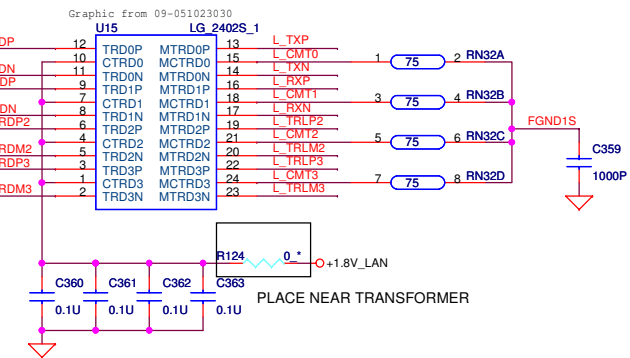 Graphic from 09-051023030
U15 LG_2402S_1
DP 12 TRD0P MTRD0P 13 L_TXP
10 CTRD0 MCTRD0 15 L_CMT0 1 75 2 RN32A
DN 11 TRD0N MTRD0N 14 L_TXN
DP 9 TRD1P MTRD1P 16 L_RXP
7 CTRD1 MCTRD1 18 L_CMT1 3 75 4 RN32B
DN 8 TRD1N MTRD1N 17 L_RXN
RDP2 6 TRD2P MTRD2P 19 L_TRLP2 FGND1S
4 CTRD2 MCTRD2 21 L_CMT2 5 75 6 RN32C
RDM2 5 TRD2N MTRD2N 20 L_TRLM2 C359
RDP3 3 TRD3P MTRD3P 22 L_TRLP3
1 CTRD3 MCTRD3 24 L_CMT3 7 75 8 RN32D 1000P
RDM3 2 TRD3N MTRD3N 23 L_TRLM3
R124 0_* +1.8V_LAN
C360 C361 C362 C363
PLACE NEAR TRANSFORMER
0.1U 0.1U 0.1U 0.1U